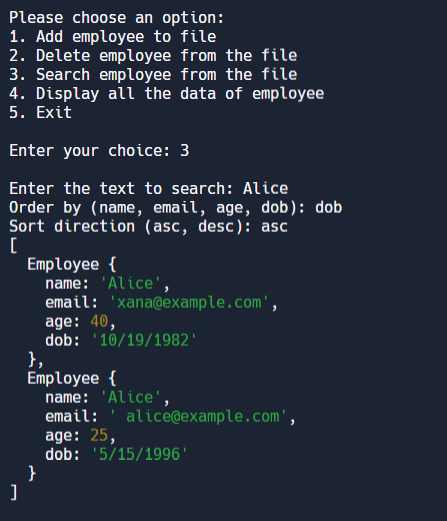 Please choose an option:
1. Add employee to file
2. Delete employee from the file
3. Search employee from the file
4. Display all the data of employee
5. Exit

Enter your choice: 3

Enter the text to search: Alice
Order by (name, email, age, dob): dob
Sort direction (asc, desc): asc
[
  Employee {
    name: 'Alice',
    email: 'xana@example.com',
    age: 40,
    dob: '10/19/1982'
  },
  Employee {
    name: 'Alice',
    email: ' alice@example.com',
    age: 25,
    dob: '5/15/1996'
  }
]